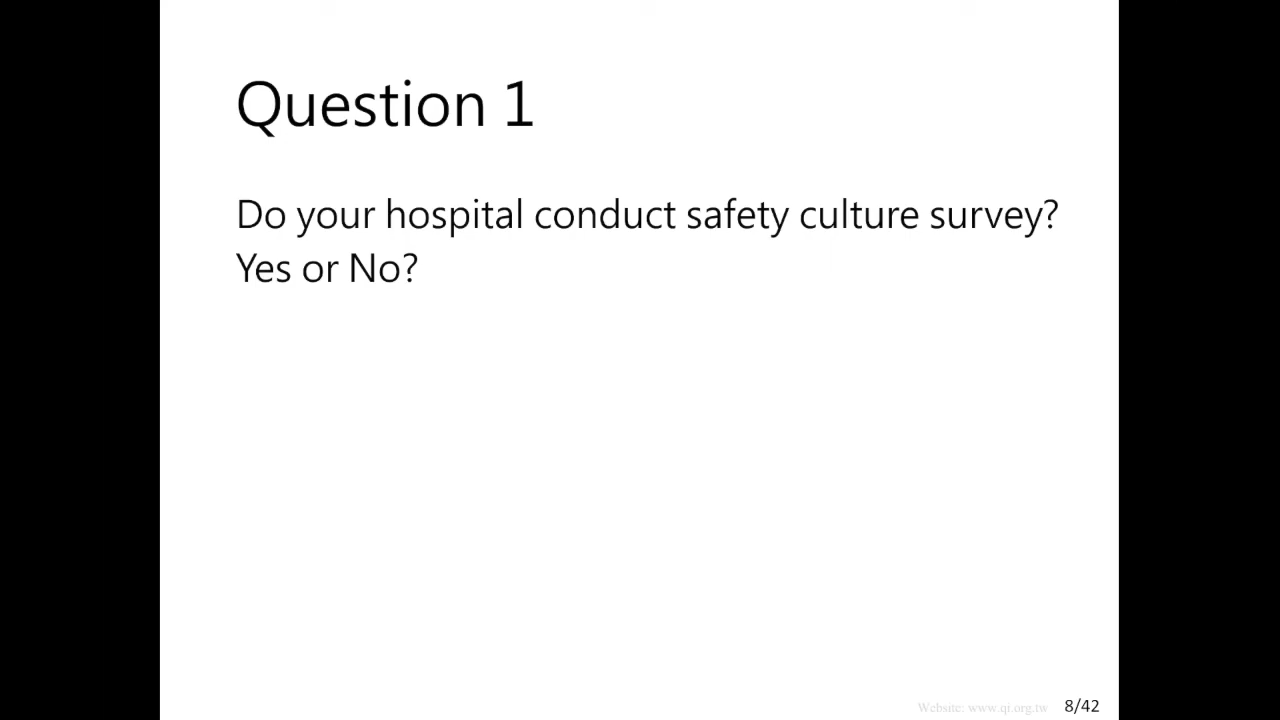 Question 1
Do your hospital conduct safety culture survey?
Yes or No?
Website: www.qi.org.tw
8/42